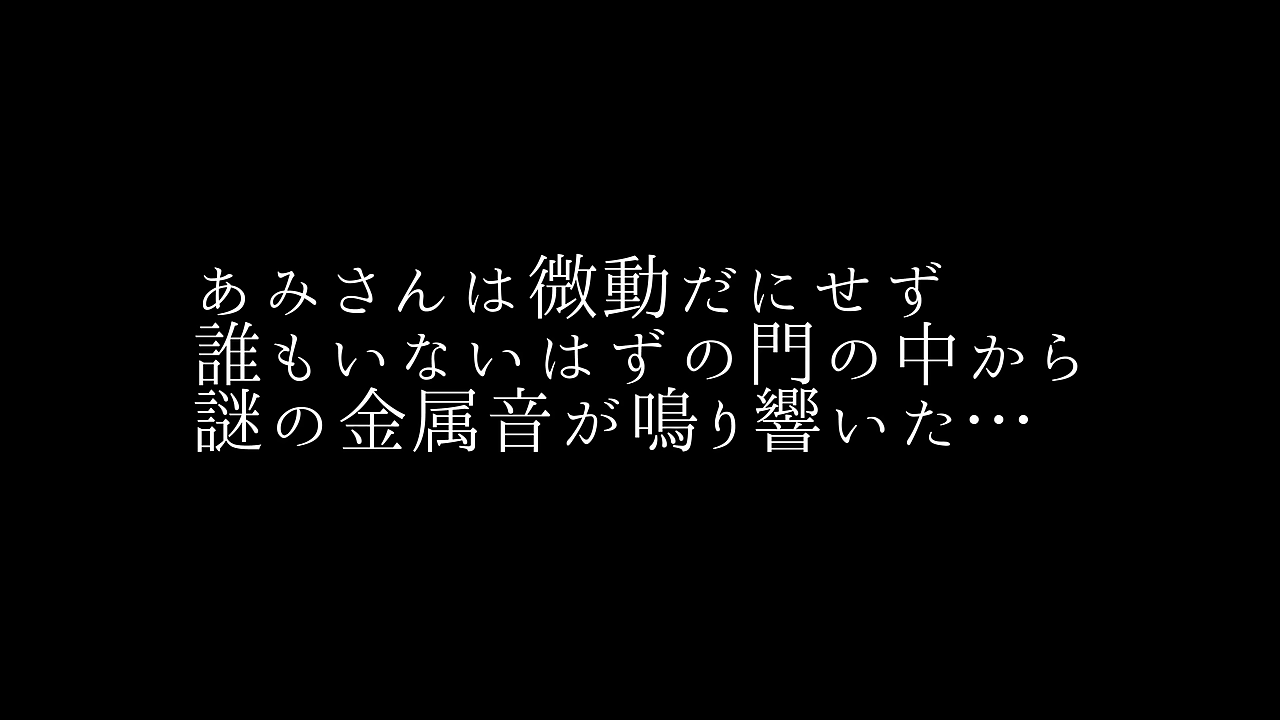 あみさんは微動だにせず
誰もいないはずの門の中から
謎の金属音が鳴り響いた…